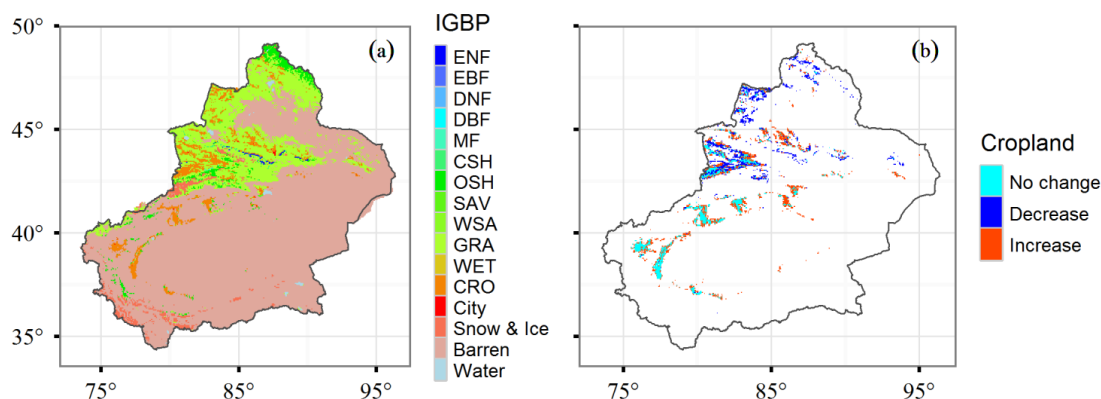 50°
45°
40°
35°
75°
85°
95°
(a)
IGBP
ENF
EBF
DNF
DBF
MF
CSH
OSH
SAV
WSA
GRA
WET
CRO
City
Snow & Ice
Barren
Water
(b)
75°
85°
95°
Cropland
No change
Decrease
Increase